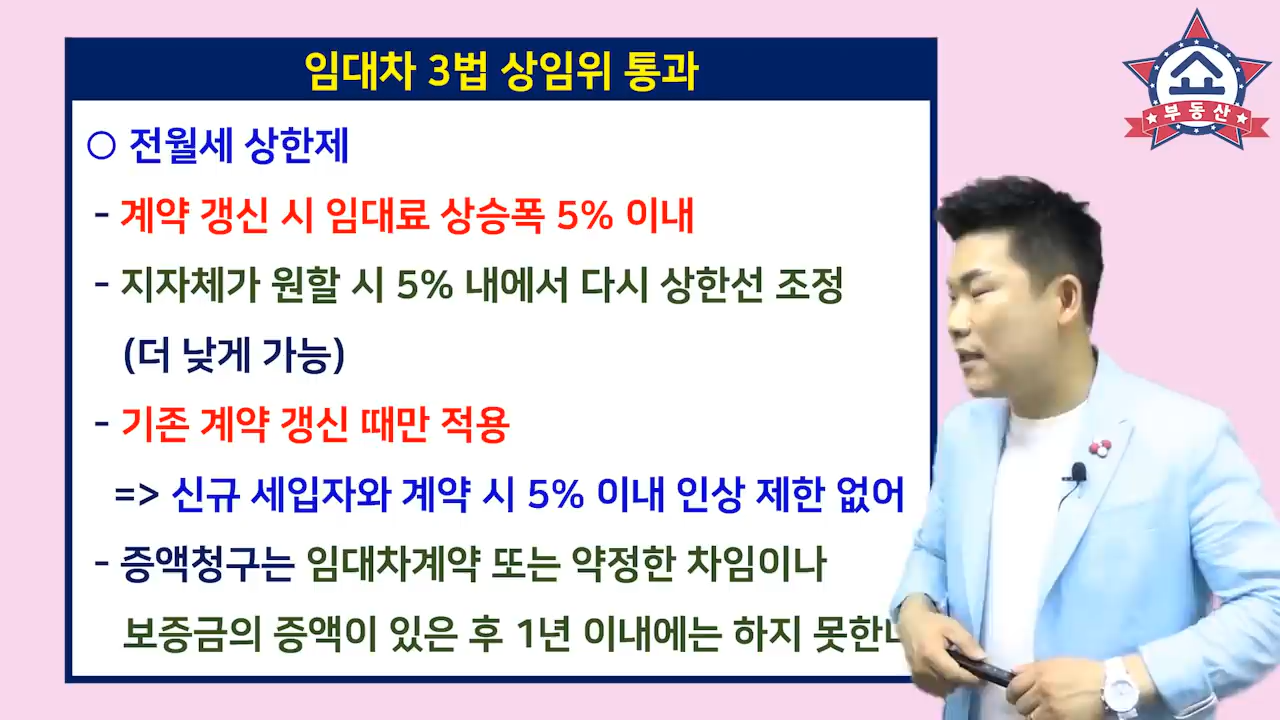 임대차 3법 상임위 통과
부동산
○ 전월세 상한제
- 계약 갱신 시 임대료 상승폭 5% 이내
- 지자체가 원할 시 5% 내에서 다시 상한선 조정
(더 낮게 가능)
- 기존 계약 갱신 때만 적용
=> 신규 세입자와 계약 시 5% 이내 인상 제한 없어
- 증액청구는 임대차계약 또는 약정한 차임이나
보증금의 증액이 있은 후 1년 이내에는 하지